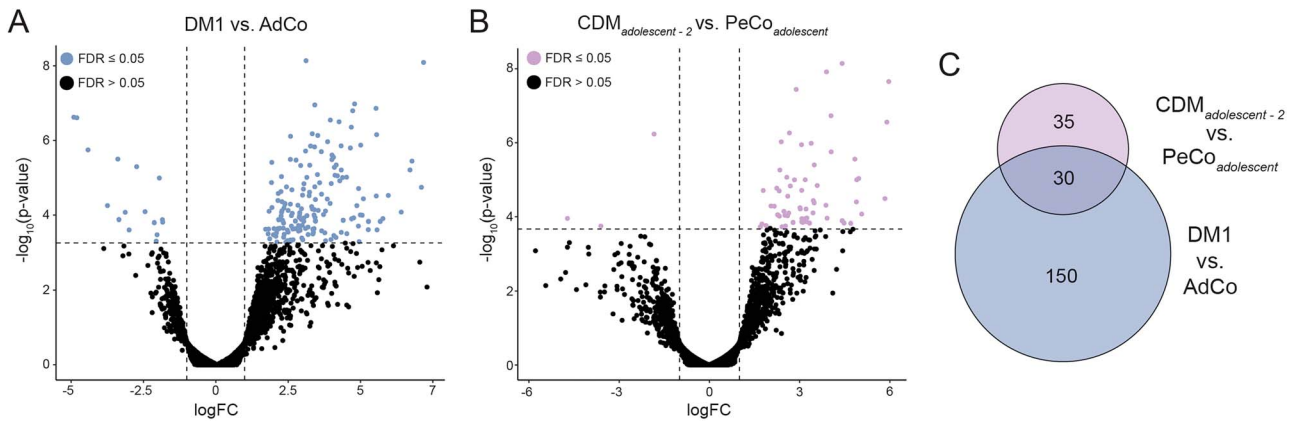 A
DM1 vs. AdCo
FDR ≤ 0.05
FDR > 0.05
-log10(p-value)
8
6
4
2
0
-5
-2.5
0
2.5
5
7
logFC
B
CDMadolescent - 2 vs. PeCoadolescent
FDR ≤ 0.05
FDR > 0.05
-log10(p-value)
8
6
4
2
0
-6
-3
0
3
6
logFC
C
35
30
150
CDMadolescent - 2
vs.
PeCoadolescent
DM1
vs.
AdCo